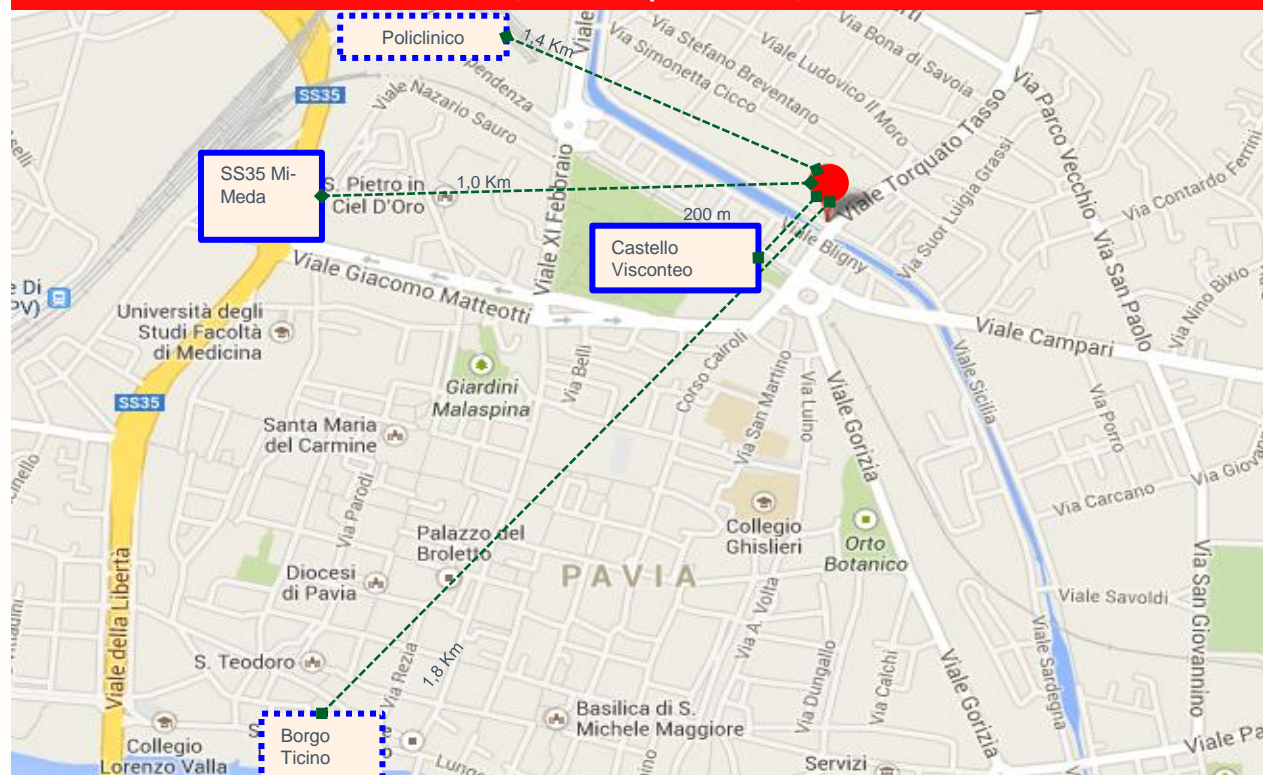 Policlinico
1,4 Km
SS35
Viale Nazario Sauro
Via Simonetta Cicco
Via Stefano Breventano
Viale Ludovico Il Moro
Via Bona di Savoia
Viale Torquato Tasso
Via Parco Vecchio
Via Contardo Ferrini
Via Suor Luigia Grassi
SS35 Mi-
Meda
S. Pietro in
Ciel D'Oro
1,0 Km
Viale XI Febbraio
200 m
Castello
Visconteo
Viale Bligny
Via San Paolo
Via Nino Bixio
Viale Giacomo Matteotti
Università degli
Studi Facoltà
di Medicina
Viale Campari
Giardini
Malaspina
Via Belli
Corso Cairoli
Via San Martino
Via Luino
Viale Gorizia
Viale Sicilia
Via Porro
SS35
Santa Maria
del Carmine
Via Parodi
Via Carcano
Collegio
Ghislieri
Orto
Botanico
Palazzo del
Broletto
PAVIA
Diocesi
di Pavia
Viale della Libertà
Via A. Volta
Viale Savoldi
Via San Giovannino
S. Teodoro
Via Rezia
1,8 Km
Via Dungallo
Via Calchi
Viale Gorizia
Viale Sardegna
Basilica di S.
Michele Maggiore
Borgo
Ticino
Collegio
Lorenzo Valla
Servizi